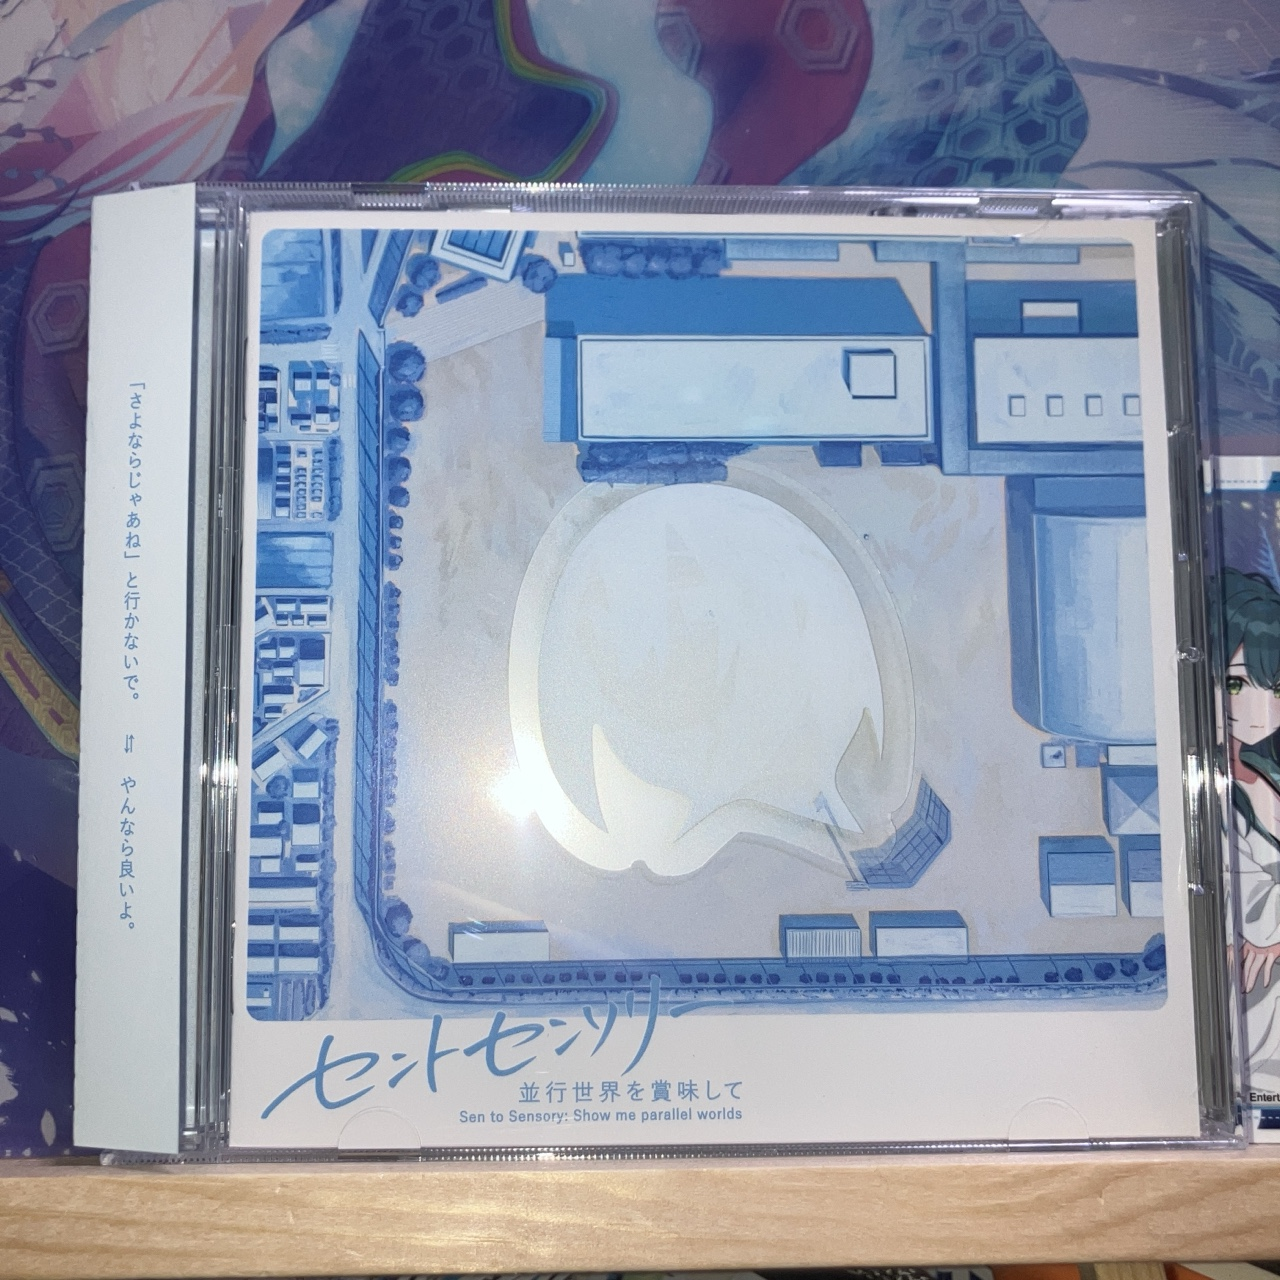 「さよならじゃあね」と行かないで。 ⇄ やんなら良いよ。
セントセンソリー
並行世界を賞味して
Sen to Sensory: Show me parallel worlds
Entert